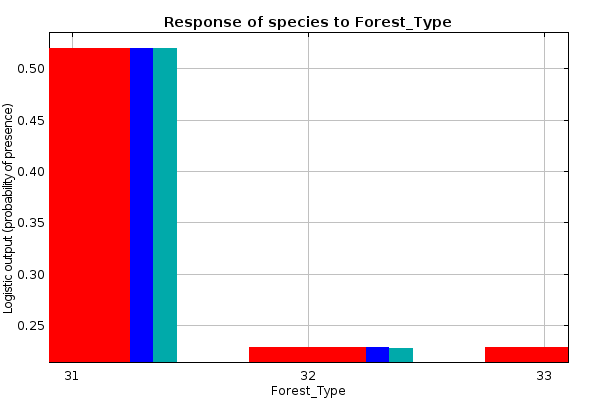 Response of species to Forest_Type
Logistic output (probability of presence)
0.50
0.45
0.40
0.35
0.30
0.25
31 32 33
Forest_Type